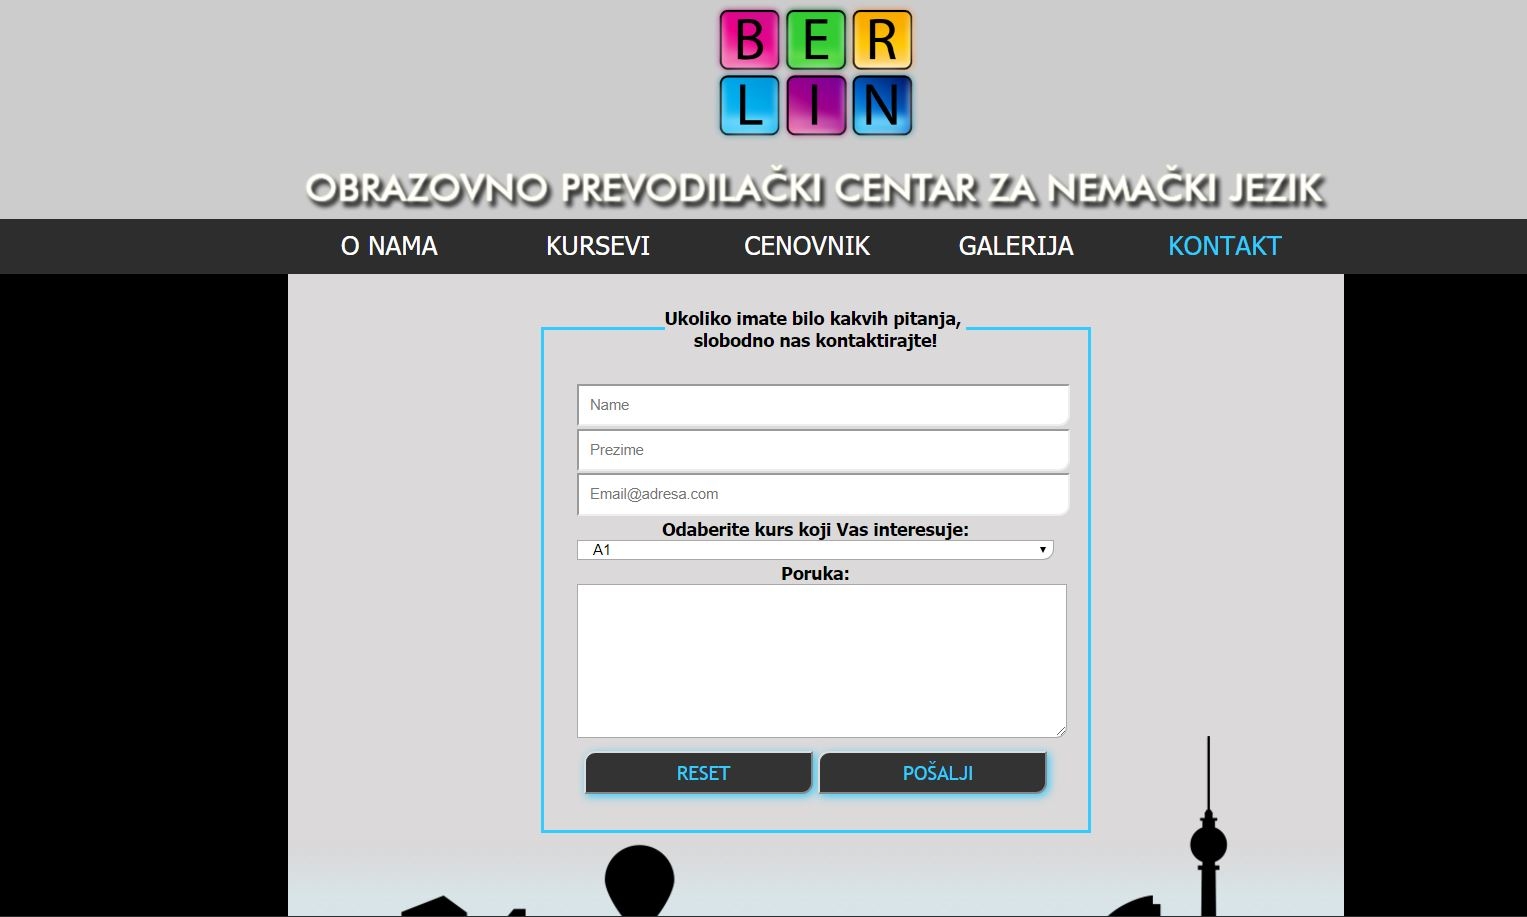 BER
LIN
OBRAZOVNO PREVODILAČKI CENTAR ZA NEMAČKI JEZIK
O NAMA KURSEVI CENOVNIK GALERIJA KONTAKT
Ukoliko imate bilo kakvih pitanja,
slobodno nas kontaktirajte!
Name
Prezime
Email@adresa.com
Odaberite kurs koji Vas interesuje:
A1
Poruka:
RESET POŠALJI